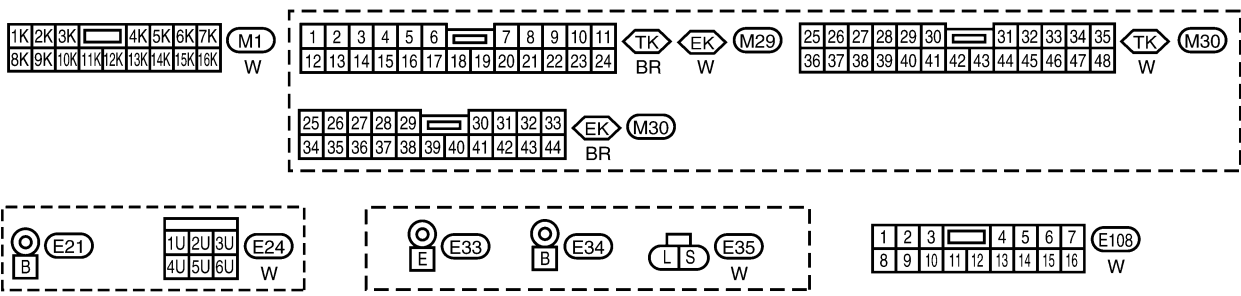 1K 2K 3K 4K 5K 6K 7K M1
8K 9K 10K 11K 12K 13K 14K 15K 16K W
1 2 3 4 5 6 7 8 9 10 11 TK EK M29
12 13 14 15 16 17 18 19 20 21 22 23 24 BR W
25 26 27 28 29 30 31 32 33 34 35 TK M30
36 37 38 39 40 41 42 43 44 45 46 47 48 W
25 26 27 28 29 30 31 32 33 EK M30
34 35 36 37 38 39 40 41 42 43 44 BR
B E21
1U 2U 3U E24
4U 5U 6U W
E E33
B E34
L S E35
W
1 2 3 4 5 6 7 E108
8 9 10 11 12 13 14 15 16 W